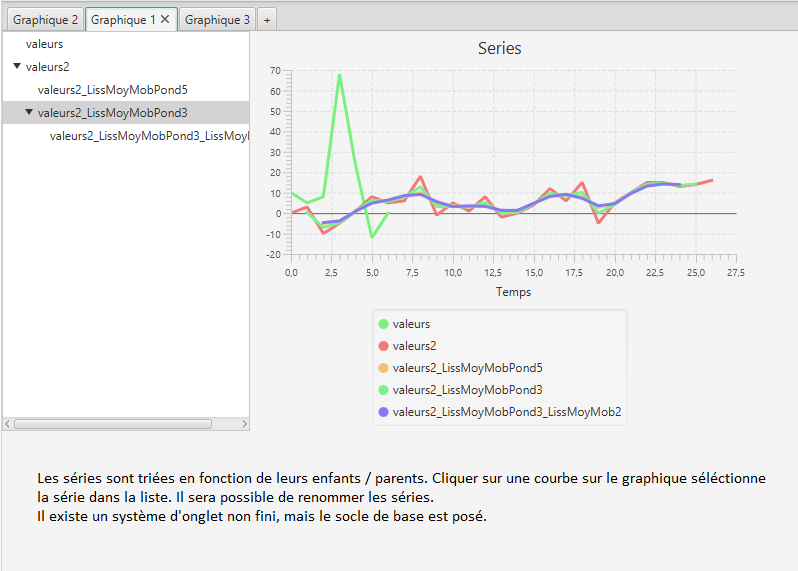 Graphique 2 Graphique 1 Graphique 3 +
valeurs
valeurs2
valeurs2_LissMoyMobPond5
valeurs2_LissMoyMobPond3
valeurs2_LissMoyMobPond3_LissMoyl
Series
70
60
50
40
30
20
10
0
-10
-20
0,0 2,5 5,0 7,5 10,0 12,5 15,0 17,5 20,0 22,5 25,0 27,5
Temps
valeurs
valeurs2
valeurs2_LissMoyMobPond5
valeurs2_LissMoyMobPond3
valeurs2_LissMoyMobPond3_LissMoyMob2
Les séries sont triées en fonction de leurs enfants / parents. Cliquer sur une courbe sur le graphique séléctionne
la série dans la liste. Il sera possible de renommer les séries.
Il existe un système d'onglet non fini, mais le socle de base est posé.